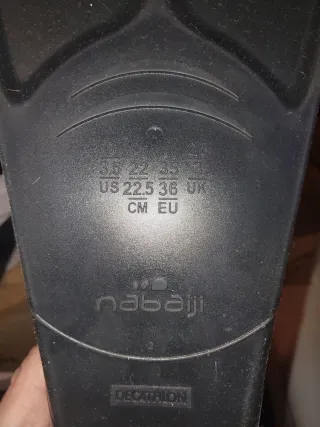 3.5 22 35
US 22.5 36 UK
CM EU
nabaiji
DECATHLON